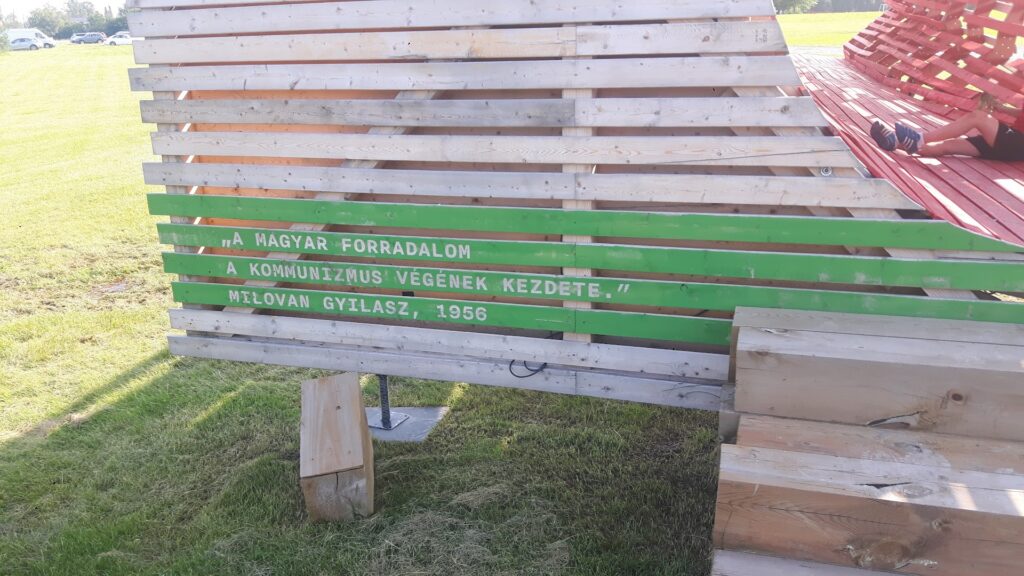 „A MAGYAR FORRADALOM
A KOMMUNIZMUS VÉGÉNEK KEZDETE.”
MILOVAN GYILASZ, 1956